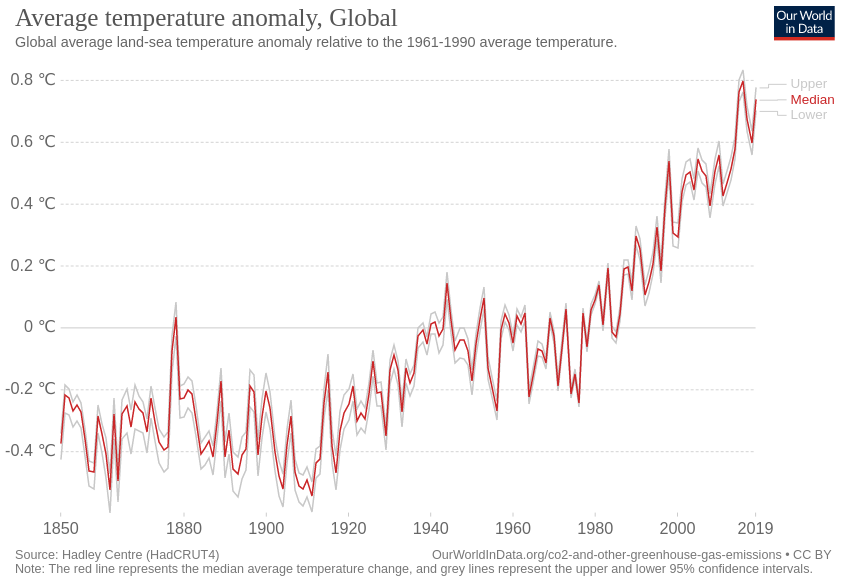 Average temperature anomaly, Global
Global average land-sea temperature anomaly relative to the 1961-1990 average temperature.
Our World
in Data
0.8 °C
0.6 °C
0.4 °C
0.2 °C
0 °C
-0.2 °C
-0.4 °C
Upper
Median
Lower
1850
1880
1900
1920
1940
1960
1980
2000
2019
Source: Hadley Centre (HadCRUT4)
OurWorldInData.org/co2-and-other-greenhouse-gas-emissions • CC BY
Note: The red line represents the median average temperature change, and grey lines represent the upper and lower 95% confidence intervals.